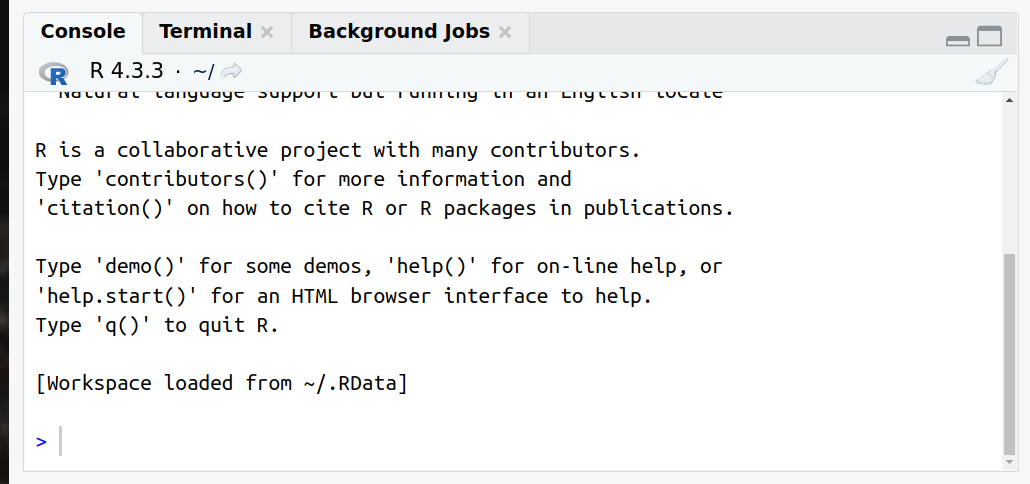 Console Terminal Background Jobs
R R 4.3.3 · ~/
Natural language support but running in an English locale
R is a collaborative project with many contributors.
Type 'contributors()' for more information and
'citation()' on how to cite R or R packages in publications.
Type 'demo()' for some demos, 'help()' for on-line help, or
'help.start()' for an HTML browser interface to help.
Type 'q()' to quit R.
[Workspace loaded from ~/.RData]
>